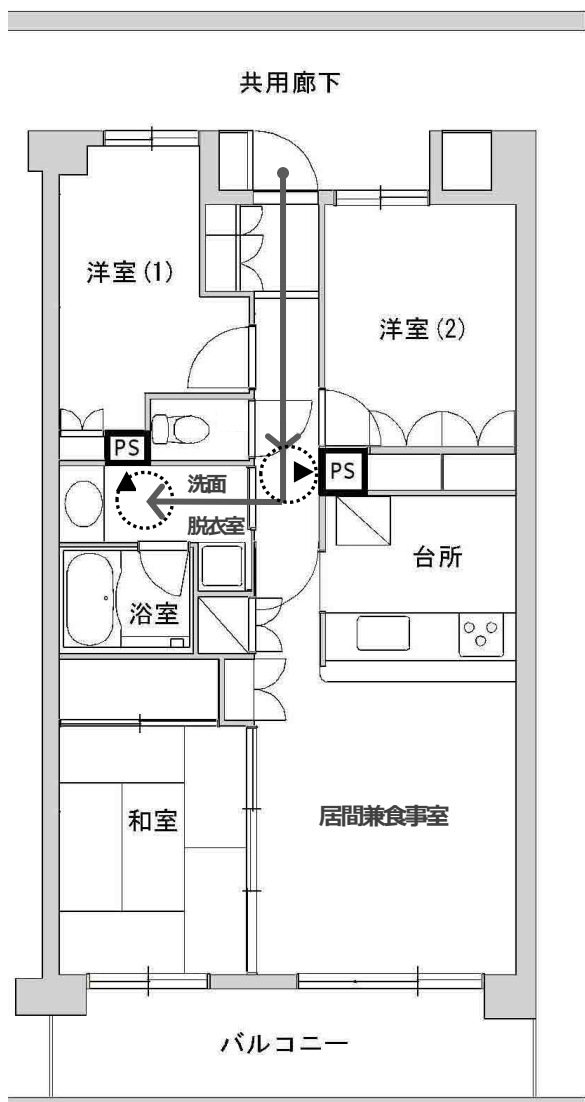 共用廊下
洋室(1)
洋室(2)
PS
PS
洗面
脱衣室
台所
浴室
和室
居間兼食事室
バルコニー